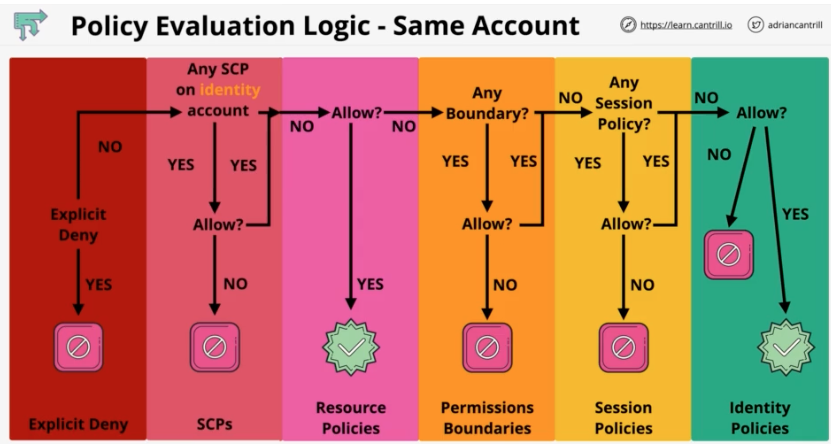 Policy Evaluation Logic - Same Account
https://learn.cantrill.io
adriancantrill
Explicit
Deny
NO
YES
Explicit Deny
Any SCP
on identity
account
YES
YES
Allow?
NO
SCPs
NO
Allow?
NO
YES
Resource
Policies
Any
Boundary?
NO
YES
YES
Allow?
NO
Permissions
Boundaries
Any
Session
Policy?
NO
YES
YES
Allow?
NO
Session
Policies
Allow?
NO
YES
Identity
Policies